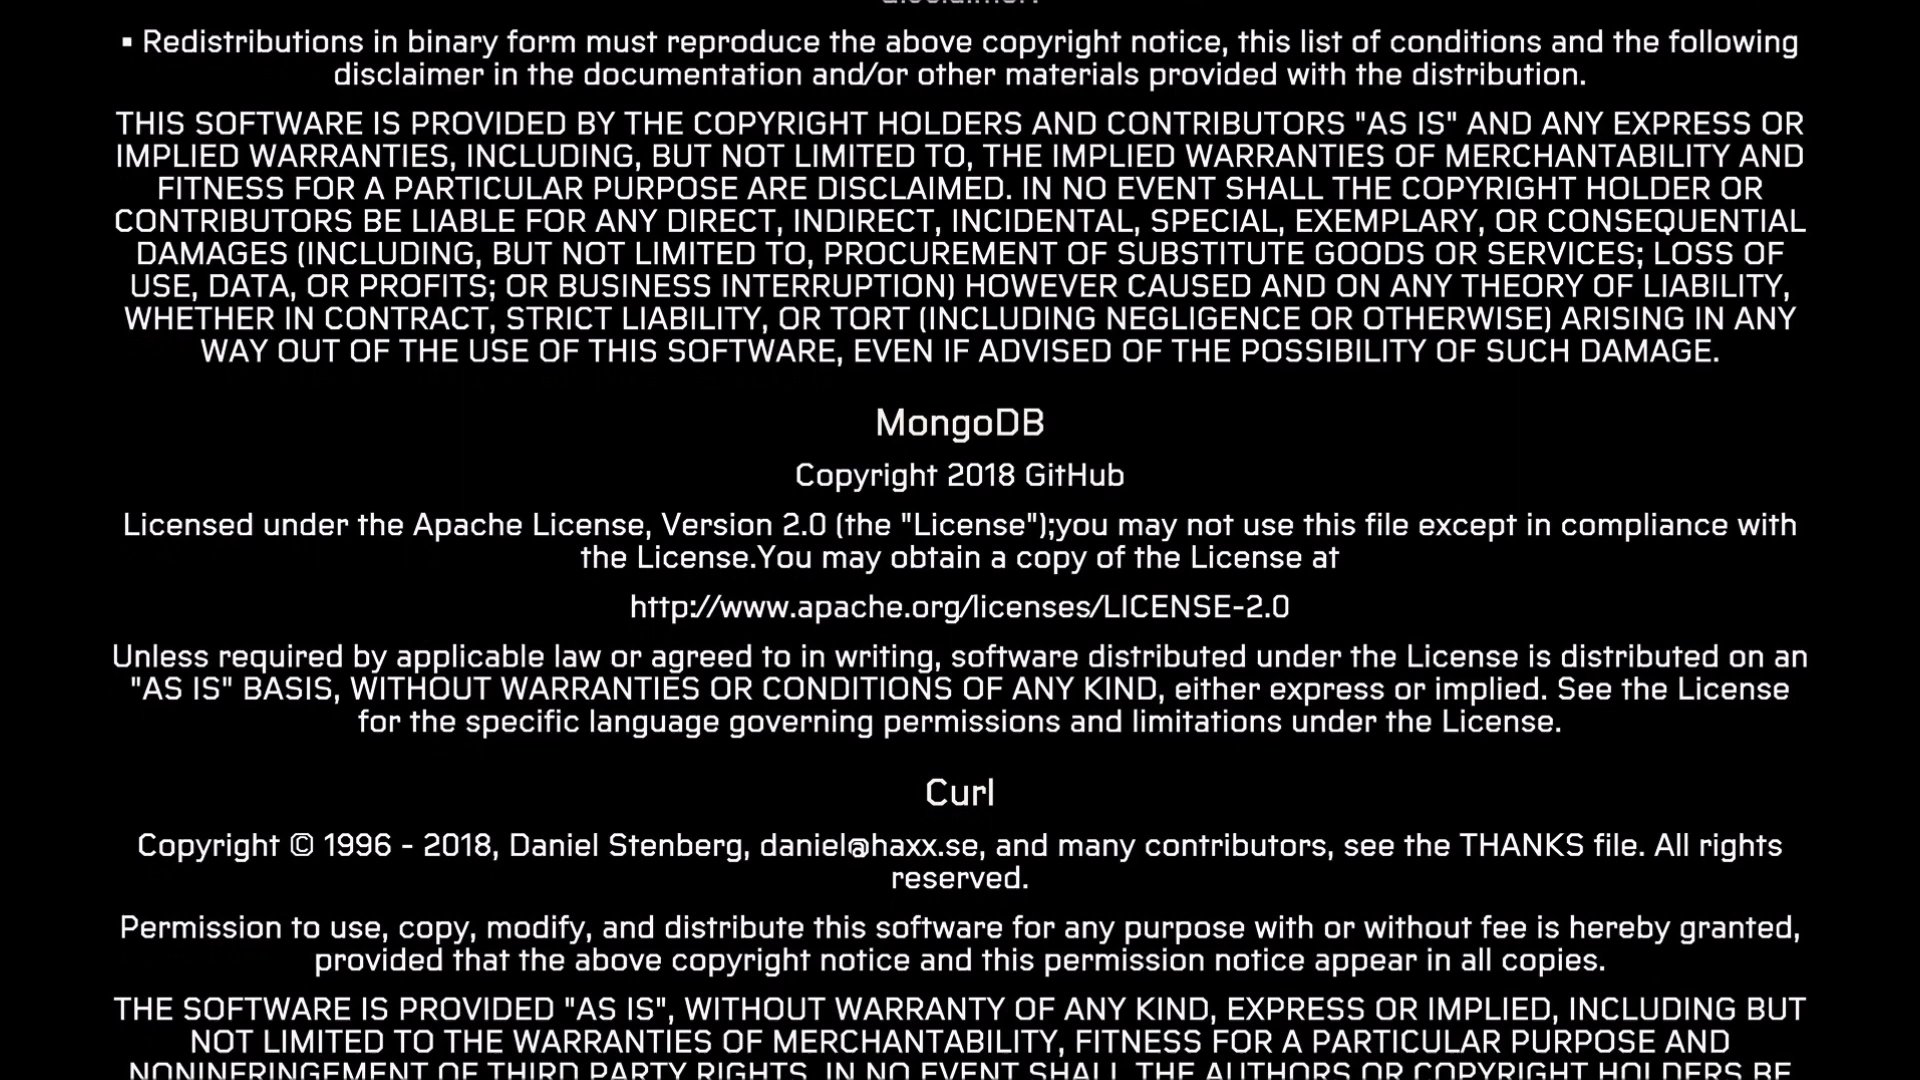 disclaimer.
▪ Redistributions in binary form must reproduce the above copyright notice, this list of conditions and the following
disclaimer in the documentation and/or other materials provided with the distribution.
THIS SOFTWARE IS PROVIDED BY THE COPYRIGHT HOLDERS AND CONTRIBUTORS "AS IS" AND ANY EXPRESS OR
IMPLIED WARRANTIES, INCLUDING, BUT NOT LIMITED TO, THE IMPLIED WARRANTIES OF MERCHANTABILITY AND
FITNESS FOR A PARTICULAR PURPOSE ARE DISCLAIMED. IN NO EVENT SHALL THE COPYRIGHT HOLDER OR
CONTRIBUTORS BE LIABLE FOR ANY DIRECT, INDIRECT, INCIDENTAL, SPECIAL, EXEMPLARY, OR CONSEQUENTIAL
DAMAGES (INCLUDING, BUT NOT LIMITED TO, PROCUREMENT OF SUBSTITUTE GOODS OR SERVICES; LOSS OF
USE, DATA, OR PROFITS; OR BUSINESS INTERRUPTION) HOWEVER CAUSED AND ON ANY THEORY OF LIABILITY,
WHETHER IN CONTRACT, STRICT LIABILITY, OR TORT (INCLUDING NEGLIGENCE OR OTHERWISE) ARISING IN ANY
WAY OUT OF THE USE OF THIS SOFTWARE, EVEN IF ADVISED OF THE POSSIBILITY OF SUCH DAMAGE.
MongoDB
Copyright 2018 GitHub
Licensed under the Apache License, Version 2.0 (the "License");you may not use this file except in compliance with
the License.You may obtain a copy of the License at
http://www.apache.org/licenses/LICENSE-2.0
Unless required by applicable law or agreed to in writing, software distributed under the License is distributed on an
"AS IS" BASIS, WITHOUT WARRANTIES OR CONDITIONS OF ANY KIND, either express or implied. See the License
for the specific language governing permissions and limitations under the License.
Curl
Copyright © 1996 - 2018, Daniel Stenberg, daniel@haxx.se, and many contributors, see the THANKS file. All rights
reserved.
Permission to use, copy, modify, and distribute this software for any purpose with or without fee is hereby granted,
provided that the above copyright notice and this permission notice appear in all copies.
THE SOFTWARE IS PROVIDED "AS IS", WITHOUT WARRANTY OF ANY KIND, EXPRESS OR IMPLIED, INCLUDING BUT
NOT LIMITED TO THE WARRANTIES OF MERCHANTABILITY, FITNESS FOR A PARTICULAR PURPOSE AND
NONINFRINGEMENT OF THIRD PARTY RIGHTS. IN NO EVENT SHALL THE AUTHORS OR COPYRIGHT HOLDERS BE